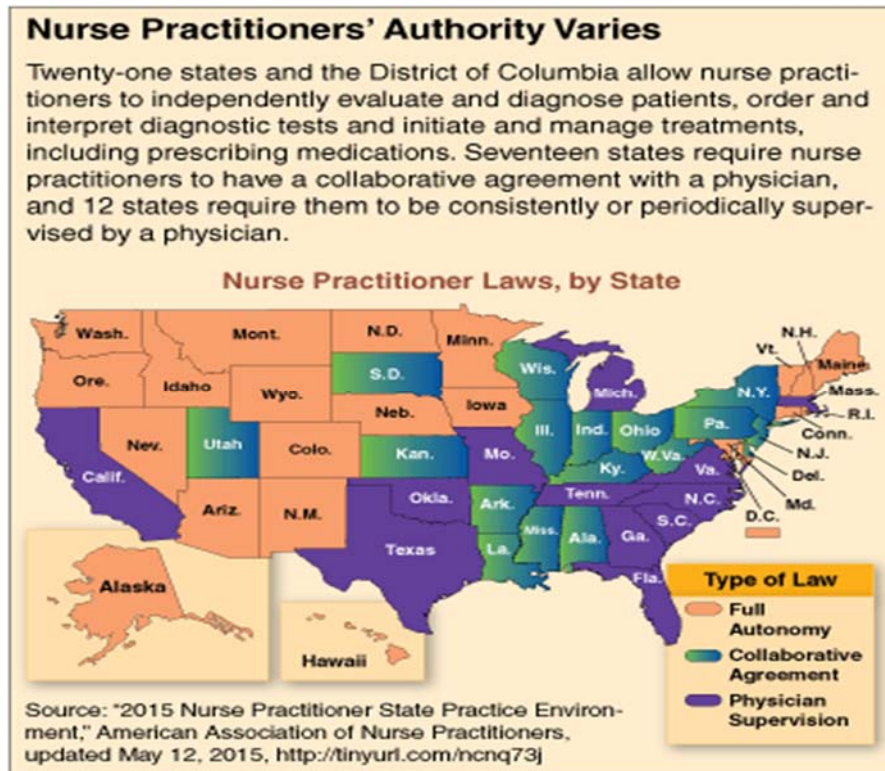 Nurse Practitioners’ Authority Varies
Twenty-one states and the District of Columbia allow nurse practi-
tioners to independently evaluate and diagnose patients, order and
interpret diagnostic tests and initiate and manage treatments,
including prescribing medications. Seventeen states require nurse
practitioners to have a collaborative agreement with a physician,
and 12 states require them to be consistently or periodically super-
vised by a physician.
Nurse Practitioner Laws, by State
Wash.
Mont.
N.D.
Minn.
Ore.
Idaho
Wyo.
S.D.
Wis.
Mich.
Vt.
N.H.
Maine
N.Y.
Mass.
R.I.
Conn.
N.J.
Del.
Md.
D.C.
Nev.
Utah
Colo.
Neb.
Iowa
Ill.
Ind.
Ohio
Pa.
Calif.
Kan.
Mo.
Ky.
W.Va.
Va.
Ariz.
N.M.
Okla.
Ark.
Tenn.
N.C.
S.C.
Texas
La.
Miss.
Ala.
Ga.
Fla.
Alaska
Hawaii
Type of Law
Full
Autonomy
Collaborative
Agreement
Physician
Supervision
Source: “2015 Nurse Practitioner State Practice Environ-
ment,” American Association of Nurse Practitioners,
updated May 12, 2015, http://tinyurl.com/ncnq73j